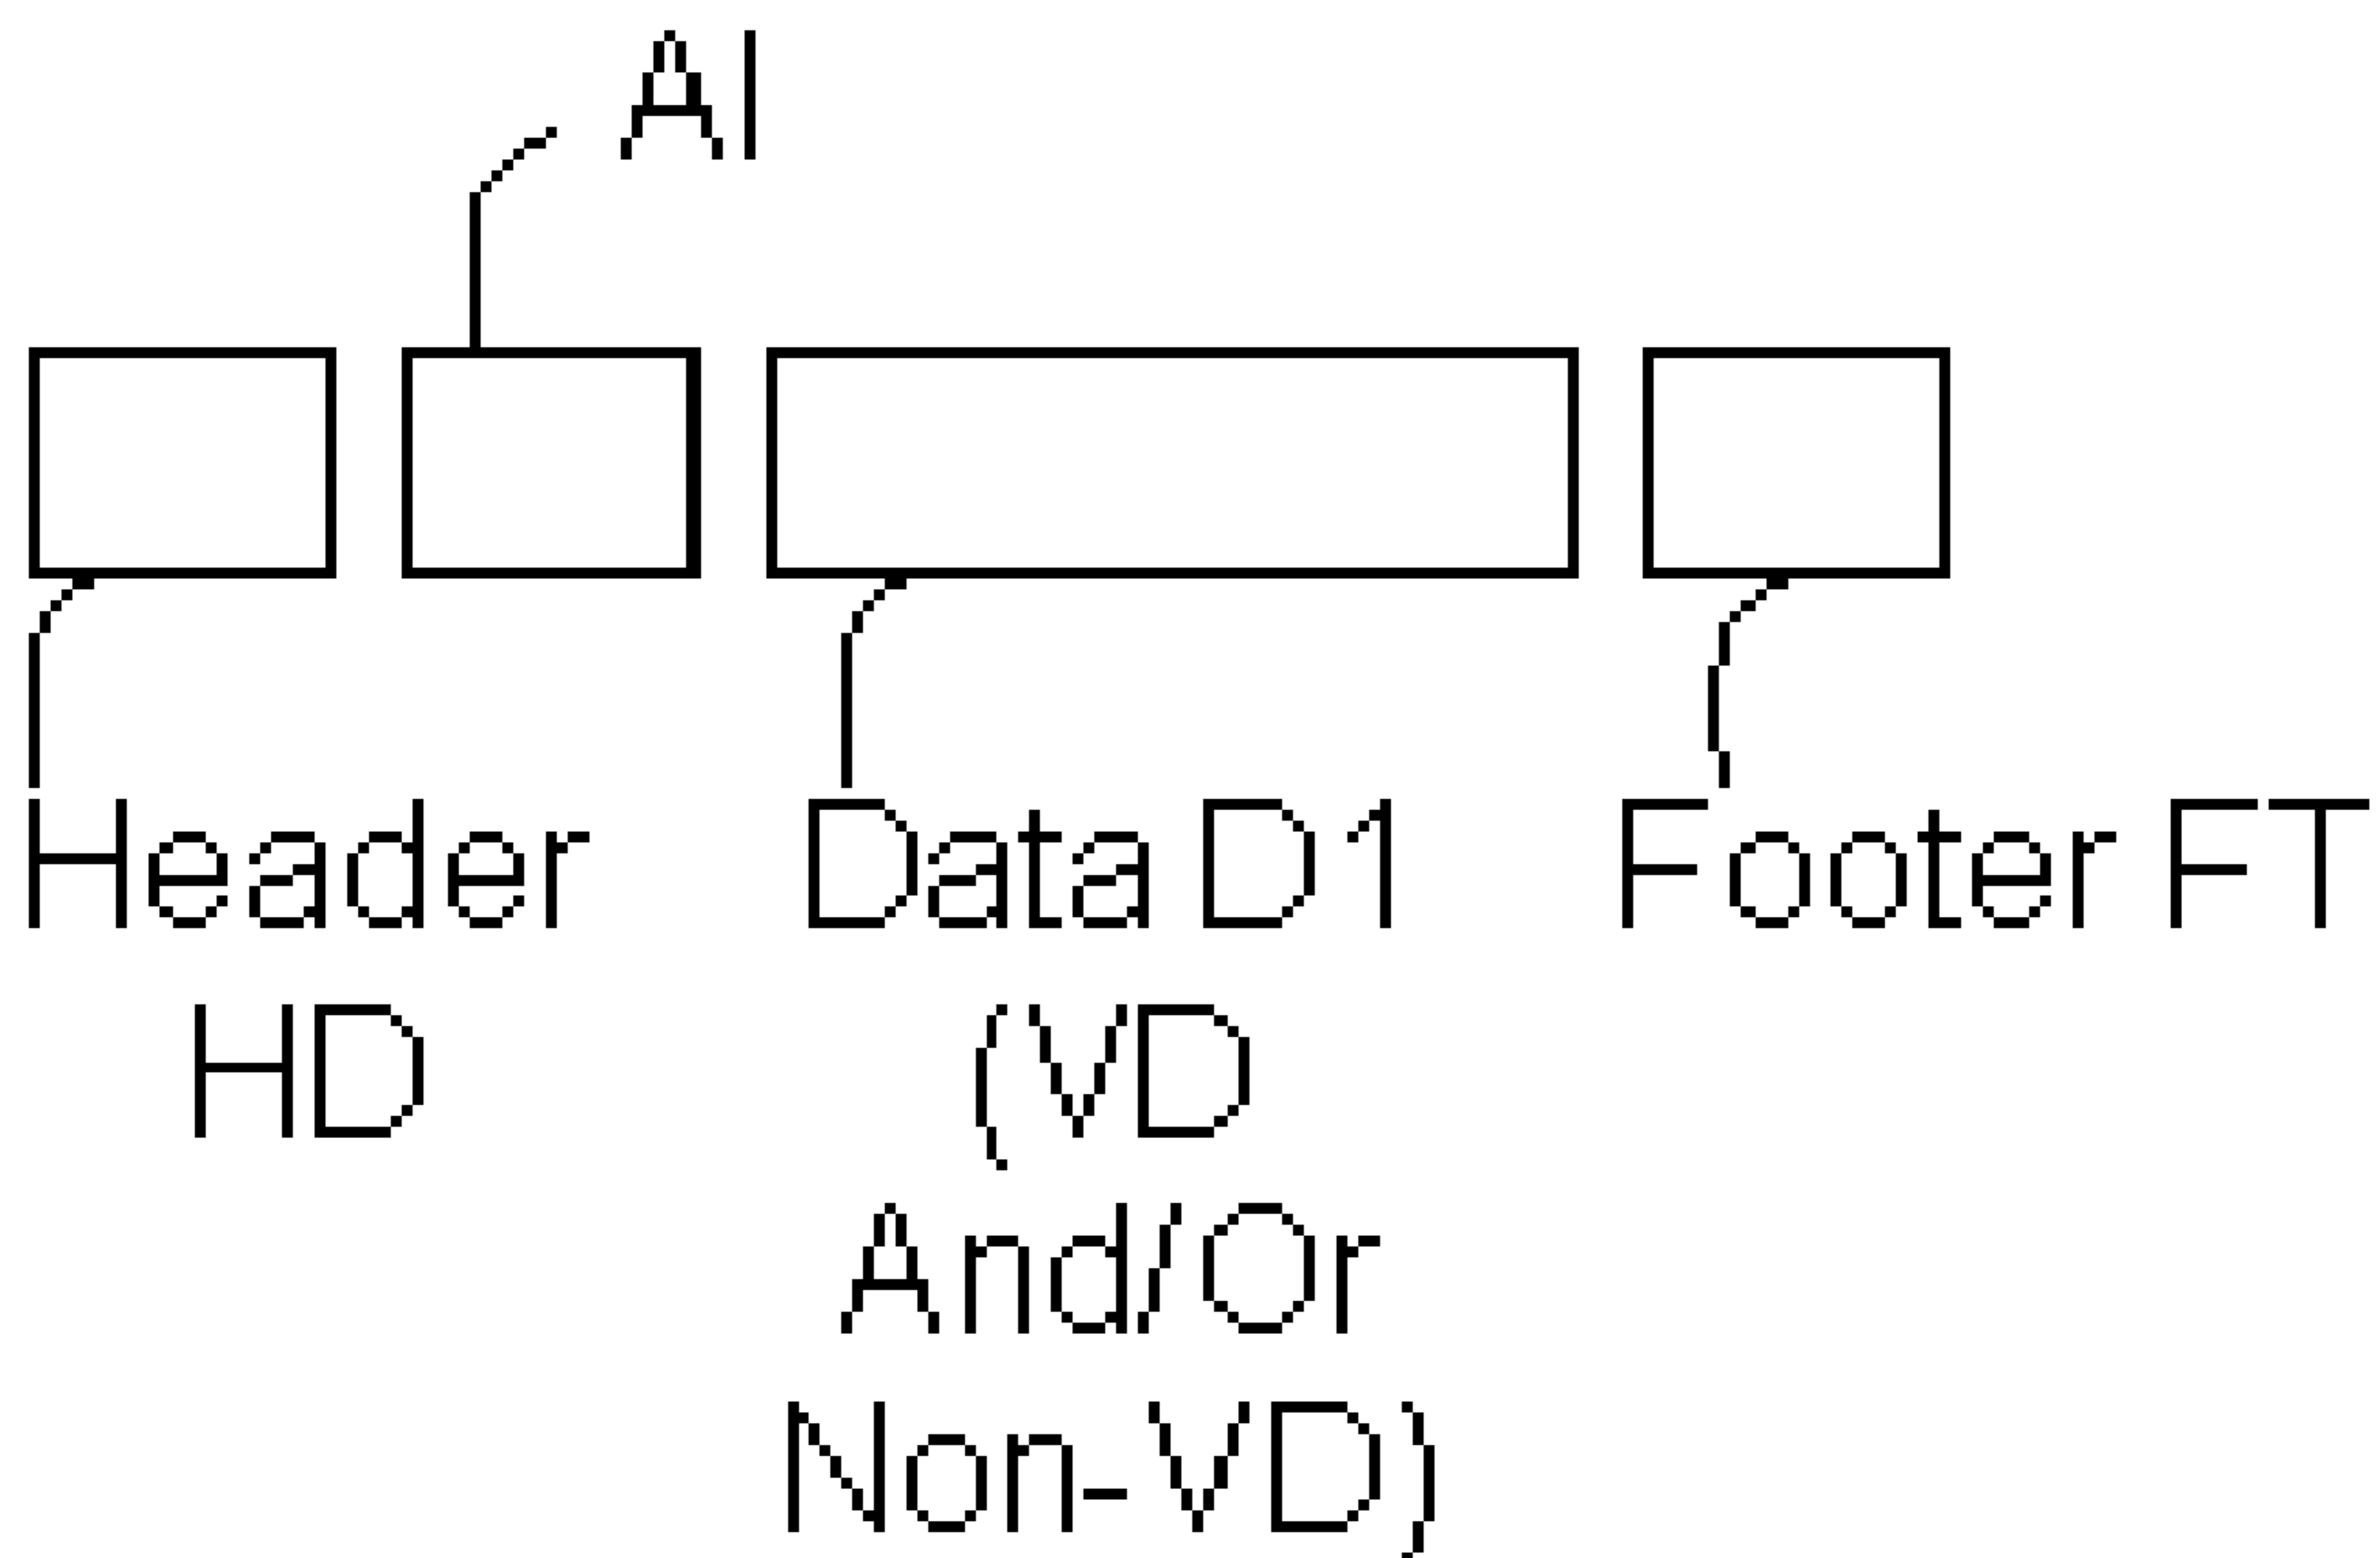 AI
Header Data D1 Footer FT
HD (VD
And/Or
Non-VD)